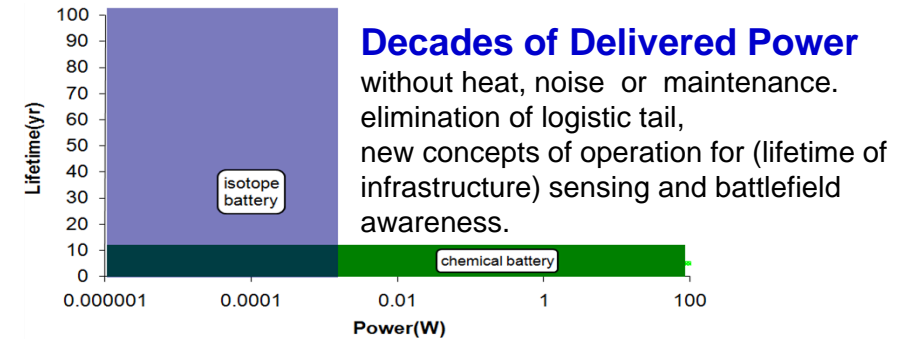 100
90
80
70
60
50
40
30
20
10
0
Lifetime(yr)
isotope
battery
chemical battery
0.000001 0.0001 0.01 1 100
Power(W)
Decades of Delivered Power
without heat, noise or maintenance.
elimination of logistic tail,
new concepts of operation for (lifetime of
infrastructure) sensing and battlefield
awareness.